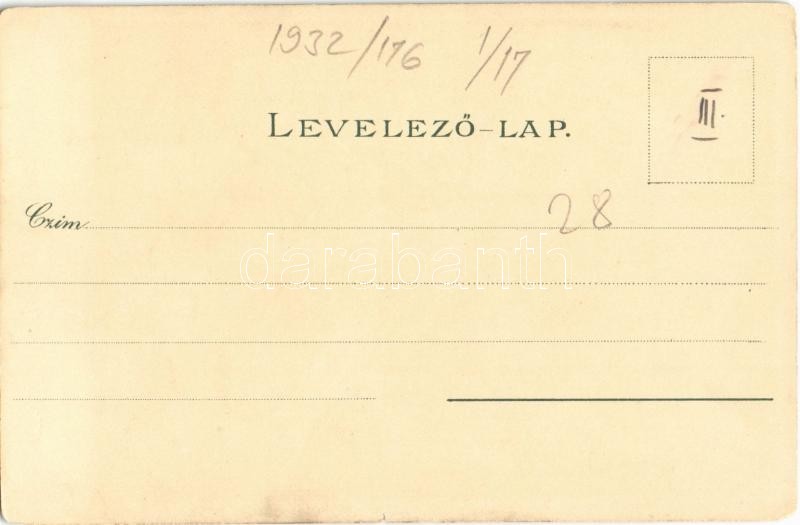 1932/176 1/17
III.
LEVELEZŐ-LAP.
28
Czim
darabanth